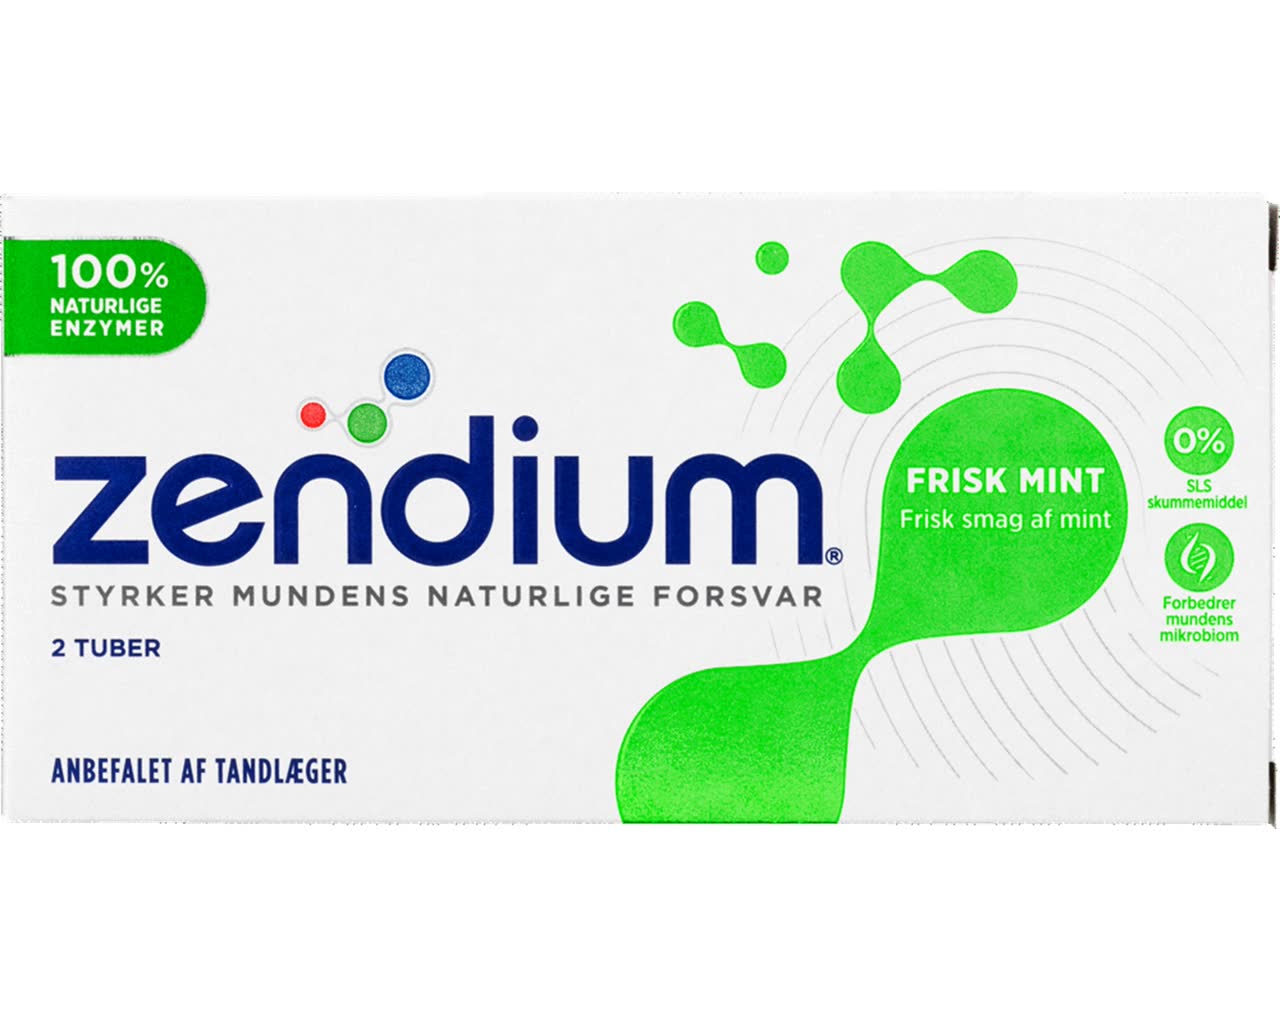 100%
NATURLIGE
ENZYMER
zendium®
STYRKER MUNDENS NATURLIGE FORSVAR
2 TUBER
ANBEFALET AF TANDLÆGER
FRISK MINT
Frisk smag af mint
0%
SLS
skummemiddel
Forbedrer
mundens
mikrobiom